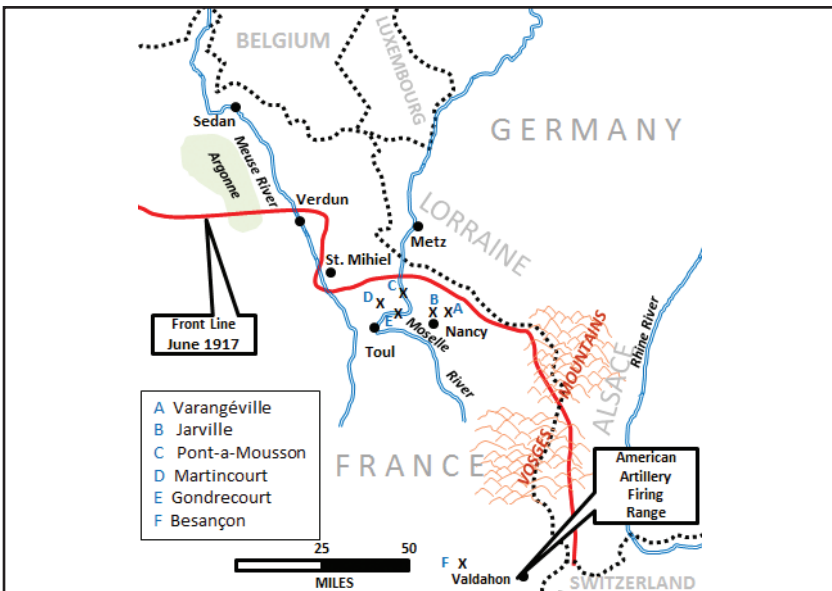 BELGIUM
LUXEMBOURG
Sedan
GERMANY
Meuse River
Argonne
Verdun
LORRAINE
Metz
St. Mihiel
C X
D X
B X
X A
E X
Nancy
Moselle
River
Toul
Front Line
June 1917
MOUNTAINS
VOSGES
ALSACE
Rhine River
A Varangéville
B Jarville
C Pont-a-Mousson
D Martincourt
E Gondrecourt
F Besançon
FRANCE
American
Artillery
Firing
Range
25 50
MILES
F X
Valdahon
SWITZERLAND